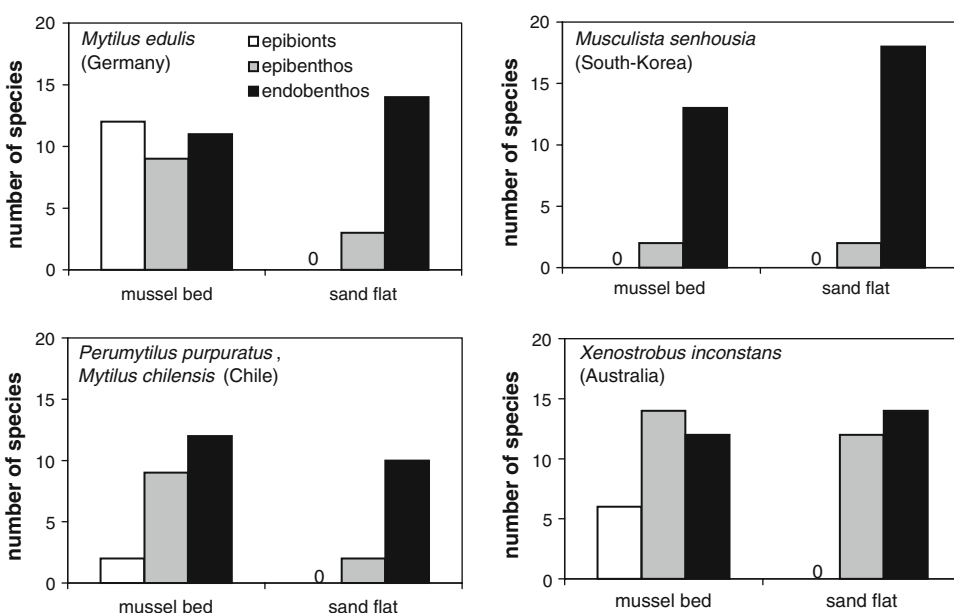 number of species
20
15
10
5
0
Mytilus edulis
(Germany)
epibionts
epibenthos
endobenthos
0
mussel bed
sand flat
number of species
20
15
10
5
0
Musculista senhousia
(South-Korea)
0
0
mussel bed
sand flat
number of species
20
15
10
5
0
Perumytilus purpuratus ,
Mytilus chilensis (Chile)
0
mussel bed
sand flat
number of species
20
15
10
5
0
Xenostrobus inconstans
(Australia)
0
mussel bed
sand flat